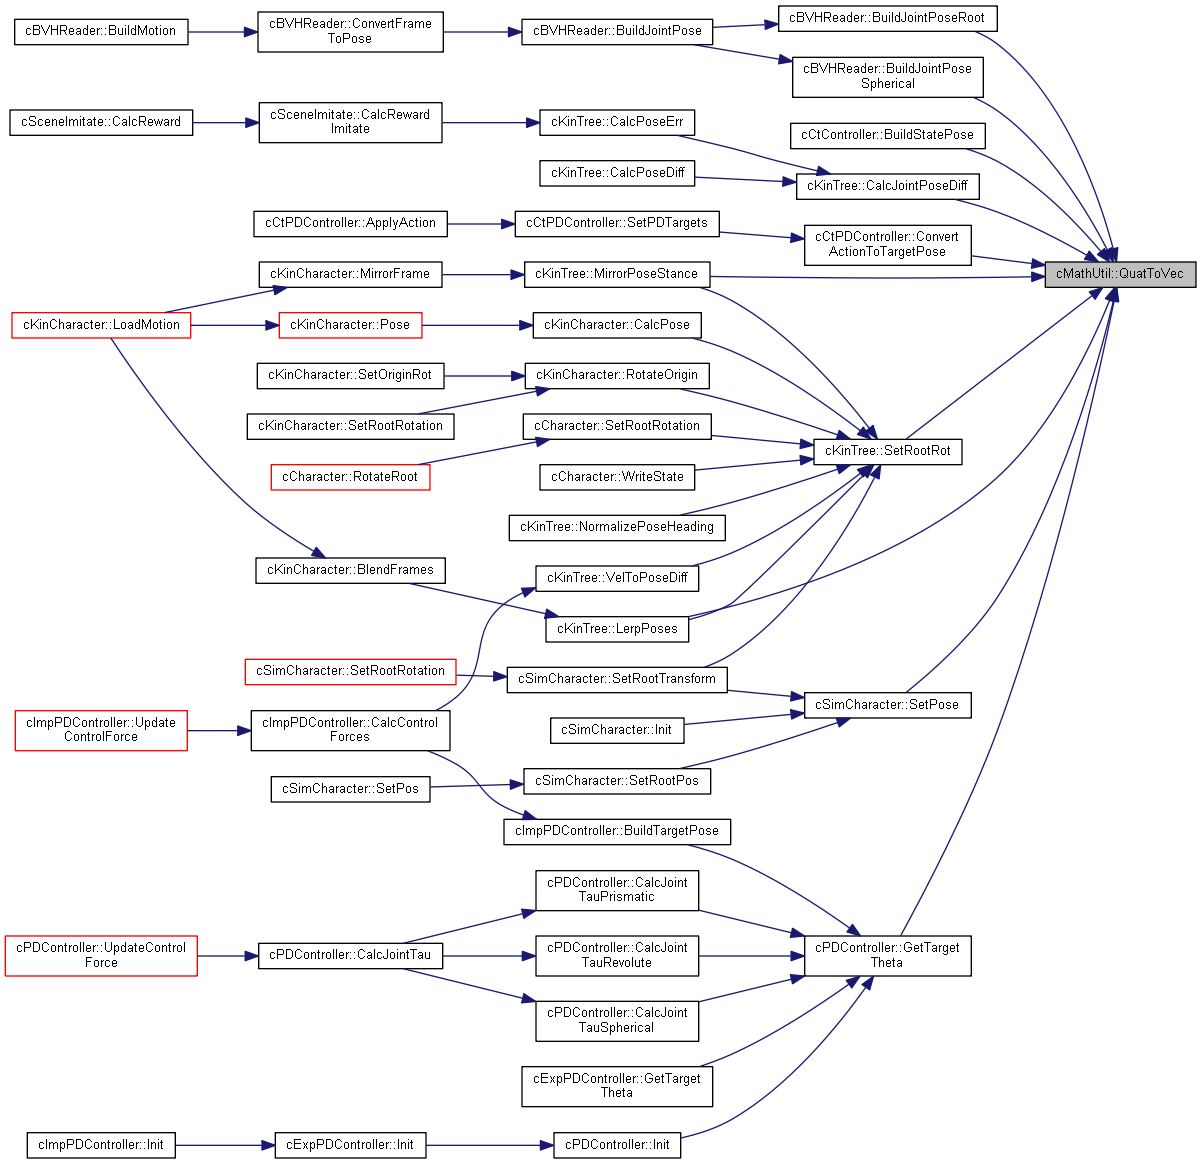 cBVHReader::BuildMotion
cBVHReader::ConvertFrame
ToPose
cBVHReader::BuildJointPose
cBVHReader::BuildJointPoseRoot
cBVHReader::BuildJointPose
Spherical
cSceneImitate::CalcReward
cSceneImitate::CalcReward
Imitate
cKinTree::CalcPoseErr
cCtController::BuildStatePose
cKinTree::CalcPoseDiff
cKinTree::CalcJointPoseDiff
cCtPDController::ApplyAction
cCtPDController::SetPDTargets
cCtPDController::Convert
ActionToTargetPose
cKinCharacter::MirrorFrame
cKinTree::MirrorPoseStance
cMathUtil::QuatToVec
cKinCharacter::LoadMotion
cKinCharacter::Pose
cKinCharacter::CalcPose
cKinCharacter::SetOriginRot
cKinCharacter::RotateOrigin
cKinCharacter::SetRootRotation
cCharacter::SetRootRotation
cKinTree::SetRootRot
cCharacter::RotateRoot
cCharacter::WriteState
cKinTree::NormalizePoseHeading
cKinCharacter::BlendFrames
cKinTree::VelToPoseDiff
cKinTree::LerpPoses
cSimCharacter::SetRootRotation
cSimCharacter::SetRootTransform
cSimCharacter::SetPose
cImpPDController::Update
ControlForce
cImpPDController::CalcControl
Forces
cSimCharacter::Init
cSimCharacter::SetPos
cSimCharacter::SetRootPos
cImpPDController::BuildTargetPose
cPDController::CalcJoint
TauPrismatic
cPDController::UpdateControl
Force
cPDController::CalcJointTau
cPDController::CalcJoint
TauRevolute
cPDController::GetTarget
Theta
cPDController::CalcJoint
TauSpherical
cExpPDController::GetTarget
Theta
cImpPDController::Init
cExpPDController::Init
cPDController::Init